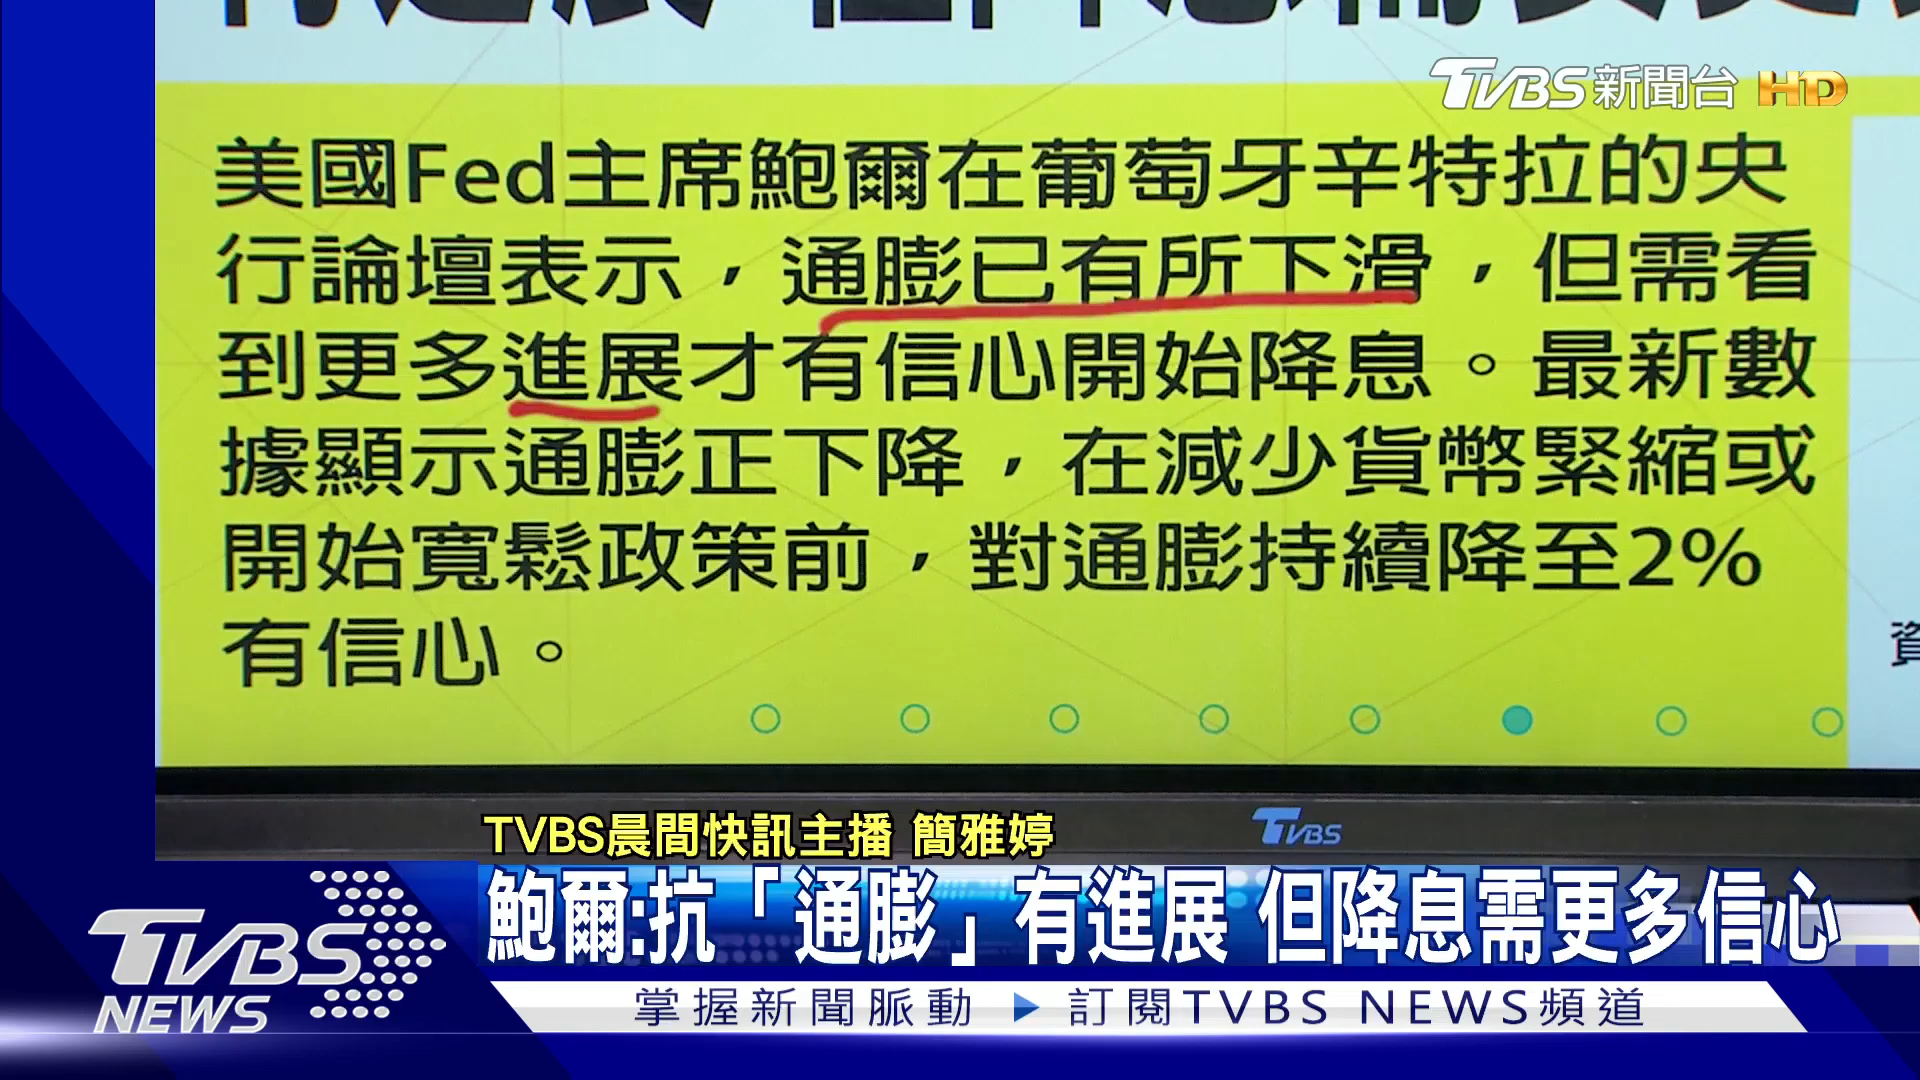 TVBS新聞台 HD
美國Fed主席鮑爾在葡萄牙辛特拉的央
行論壇表示，通膨已有所下滑，但需看
到更多進展才有信心開始降息。最新數
據顯示通膨正下降，在減少貨幣緊縮或
開始寬鬆政策前，對通膨持續降至2%
有信心。
資
TVBS
TVBS晨間快訊主播 簡雅婷
鮑爾:抗「通膨」有進展 但降息需更多信心
TVBS NEWS
掌握新聞脈動 ▶ 訂閱TVBS NEWS頻道